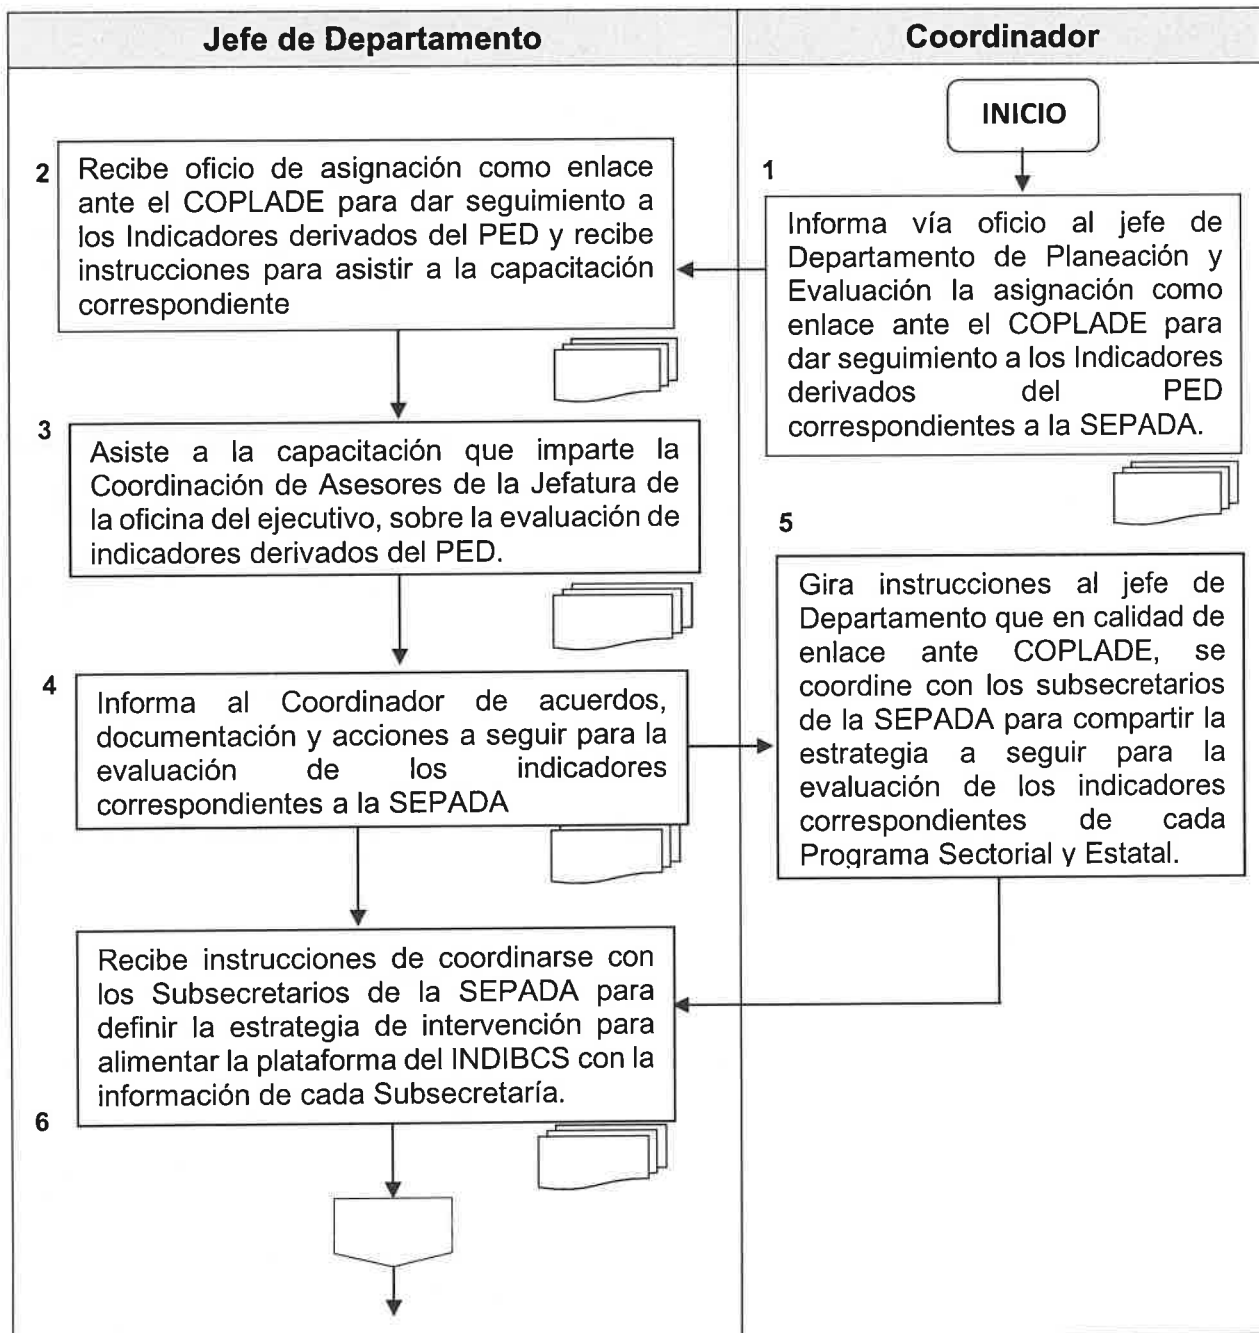 Jefe de Departamento
Coordinador
INICIO
1
Informa vía oficio al jefe de
Departamento de Planeación y
Evaluación la asignación como
enlace ante el COPLADE para
dar seguimiento a los Indicadores
derivados del PED
correspondientes a la SEPADA.
2
Recibe oficio de asignación como enlace
ante el COPLADE para dar seguimiento a
los Indicadores derivados del PED y recibe
instrucciones para asistir a la capacitación
correspondiente
3
Asiste a la capacitación que imparte la
Coordinación de Asesores de la Jefatura de
la oficina del ejecutivo, sobre la evaluación de
indicadores derivados del PED.
4
Informa al Coordinador de acuerdos,
documentación y acciones a seguir para la
evaluación de los indicadores
correspondientes a la SEPADA
5
Gira instrucciones al jefe de
Departamento que en calidad de
enlace ante COPLADE, se
coordine con los subsecretarios
de la SEPADA para compartir la
estrategia a seguir para la
evaluación de los indicadores
correspondientes de cada
Programa Sectorial y Estatal.
Recibe instrucciones de coordinarse con
los Subsecretarios de la SEPADA para
definir la estrategia de intervención para
alimentar la plataforma del INDIBCS con la
información de cada Subsecretaría.
6